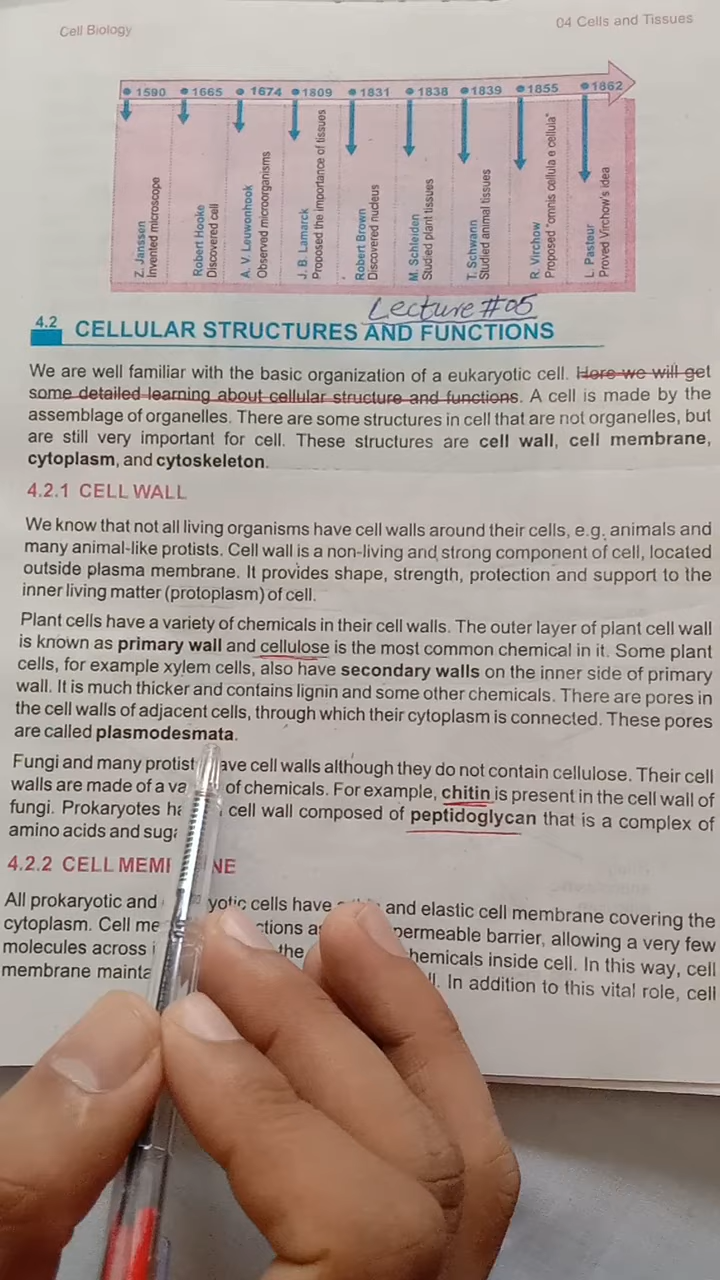 Cell Biology
04 Cells and Tissues
1590 1665 1674 1809 1831 1838 1839 1855 1862
Z. Janssen
Invented microscope
Robert Hooke
Discovered cell
A. V. Leuwonhook
Observed microorganisms
J. B. Lamarck
Proposed the importance of tissues
Robert Brown
Discovered nucleus
M. Schleiden
Studied plant tissues
T. Schwann
Studied animal tissues
R. Virchow
Proposed "omnis cellula e cellula"
L. Pasteur
Proved Virchow's idea
Lecture #05
4.2 CELLULAR STRUCTURES AND FUNCTIONS
We are well familiar with the basic organization of a eukaryotic cell. Here we will get
some detailed learning about cellular structure and functions. A cell is made by the
assemblage of organelles. There are some structures in cell that are not organelles, but
are still very important for cell. These structures are cell wall, cell membrane,
cytoplasm, and cytoskeleton.
4.2.1 CELL WALL
We know that not all living organisms have cell walls around their cells, e.g. animals and
many animal-like protists. Cell wall is a non-living and strong component of cell, located
outside plasma membrane. It provides shape, strength, protection and support to the
inner living matter (protoplasm) of cell.
Plant cells have a variety of chemicals in their cell walls. The outer layer of plant cell wall
is known as primary wall and cellulose is the most common chemical in it. Some plant
cells, for example xylem cells, also have secondary walls on the inner side of primary
wall. It is much thicker and contains lignin and some other chemicals. There are pores in
the cell walls of adjacent cells, through which their cytoplasm is connected. These pores
are called plasmodesmata.
Fungi and many protist ave cell walls although they do not contain cellulose. Their cell
walls are made of a va of chemicals. For example, chitin is present in the cell wall of
fungi. Prokaryotes ha cell wall composed of peptidoglycan that is a complex of
amino acids and suga
4.2.2 CELL MEM NE
All prokaryotic and yotic cells have and elastic cell membrane covering the
cytoplasm. Cell me ctions a permeable barrier, allowing a very few
molecules across i the hemicals inside cell. In this way, cell
membrane mainta ll. In addition to this vital role, cell